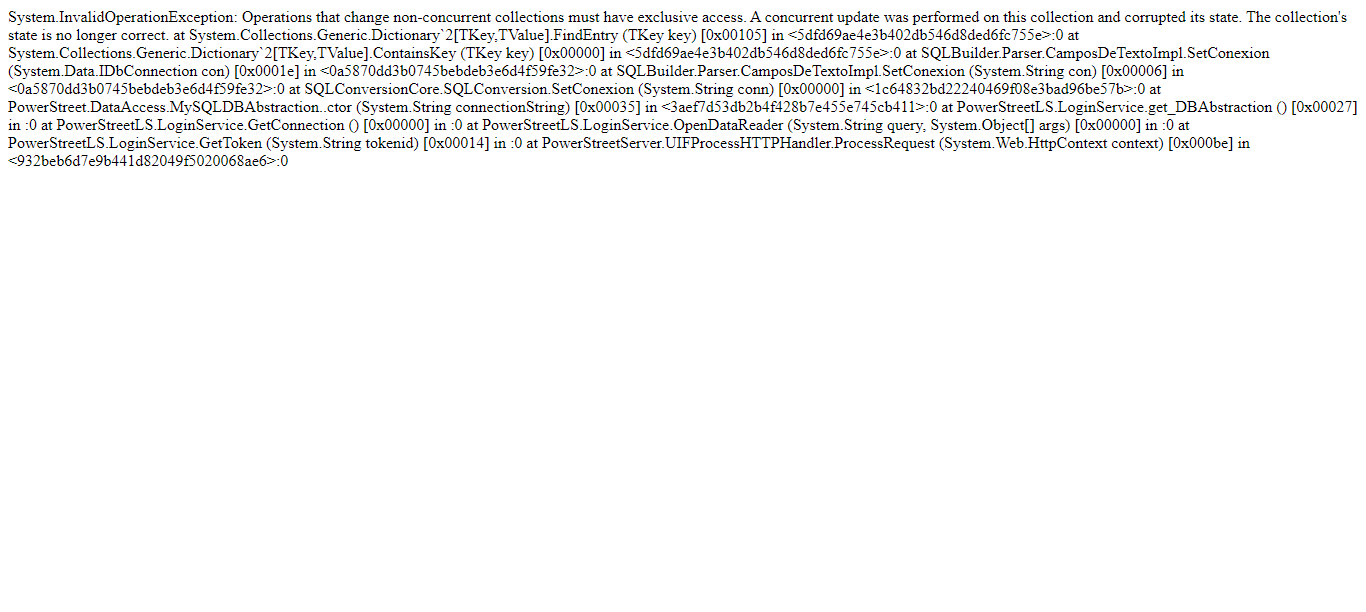 System.InvalidOperationException: Operations that change non-concurrent collections must have exclusive access. A concurrent update was performed on this collection and corrupted its state. The collection's
state is no longer correct. at System.Collections.Generic.Dictionary`2[TKey,TValue].FindEntry (TKey key) [0x00105] in <5dfd69ae4e3b402db546d8ded6fc755e>:0 at
System.Collections.Generic.Dictionary`2[TKey,TValue].ContainsKey (TKey key) [0x00000] in <5dfd69ae4e3b402db546d8ded6fc755e>:0 at SQLBuilder.Parser.CamposDeTextoImpl.SetConexion
(System.Data.IDbConnection con) [0x0001e] in <0a5870dd3b0745bebdeb3e6d4f59fe32>:0 at SQLBuilder.Parser.CamposDeTextoImpl.SetConexion (System.String con) [0x00006] in
<0a5870dd3b0745bebdeb3e6d4f59fe32>:0 at SQLConversionCore.SQLConversion.SetConexion (System.String conn) [0x00000] in <1c64832bd22240469f08e3bad96be57b>:0 at
PowerStreet.DataAccess.MySQLDBAbstraction..ctor (System.String connectionString) [0x00035] in <3aef7d53db2b4f428b7e455e745cb411>:0 at PowerStreetLS.LoginService.get_DBAbstraction () [0x00027]
in :0 at PowerStreetLS.LoginService.GetConnection () [0x00000] in :0 at PowerStreetLS.LoginService.OpenDataReader (System.String query, System.Object[] args) [0x00000] in :0 at
PowerStreetLS.LoginService.GetToken (System.String tokenid) [0x00014] in :0 at PowerStreetServer.UIFProcessHTTPHandler.ProcessRequest (System.Web.HttpContext context) [0x000be] in
<932beb6d7e9b441d82049f5020068ae6>:0